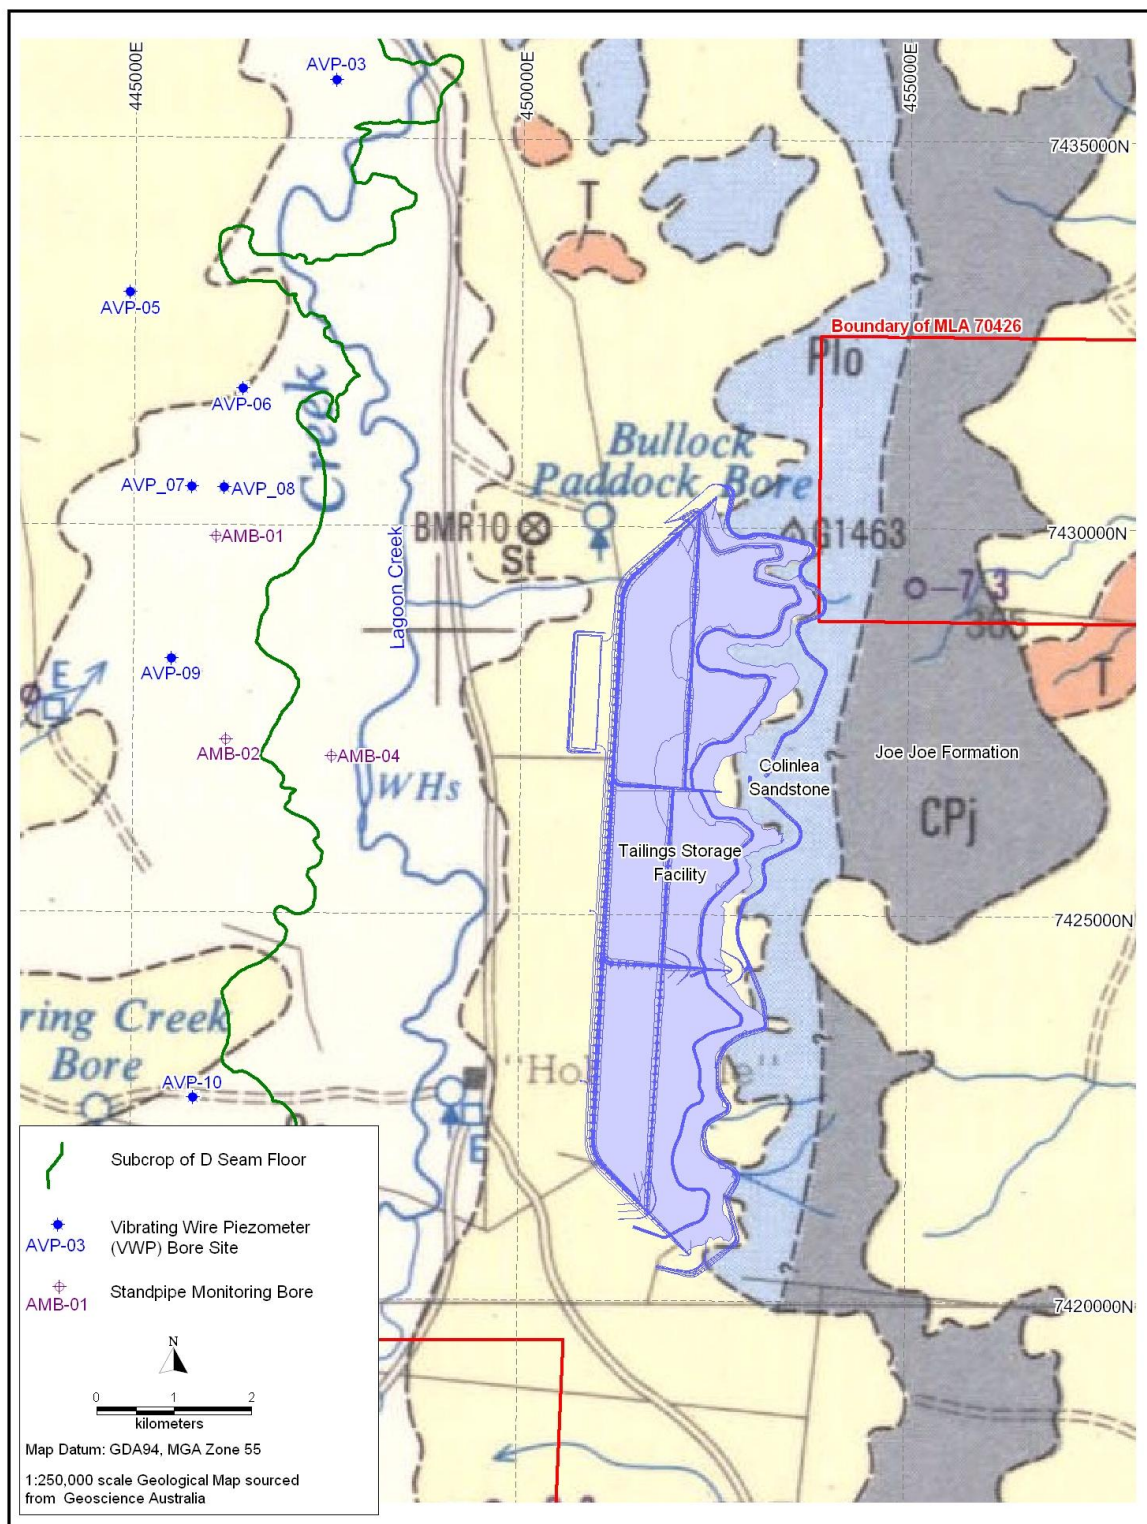 445000E
450000E
455000E
AVP-03
7435000N
T
AVP-05
Boundary of MLA 70426
Plo
AVP-06
Creek
Bullock
Paddock Bore
AVP_07
AVP_08
AMB-01
BMR10
St
G1463
7430000N
Lagoon Creek
7-3
365
AVP-09
E
T
AMB-02
AMB-04
WHs
Colinlea
Sandstone
Joe Joe Formation
CPj
Tailings Storage
Facility
7425000N
ring Creek
Bore
AVP-10
E
7420000N
Subcrop of D Seam Floor
AVP-03
Vibrating Wire Piezometer
(VWP) Bore Site
AMB-01
Standpipe Monitoring Bore
N
0 1 2
kilometers
Map Datum: GDA94, MGA Zone 55
1:250,000 scale Geological Map sourced
from Geoscience Australia
?
?
?
?
?